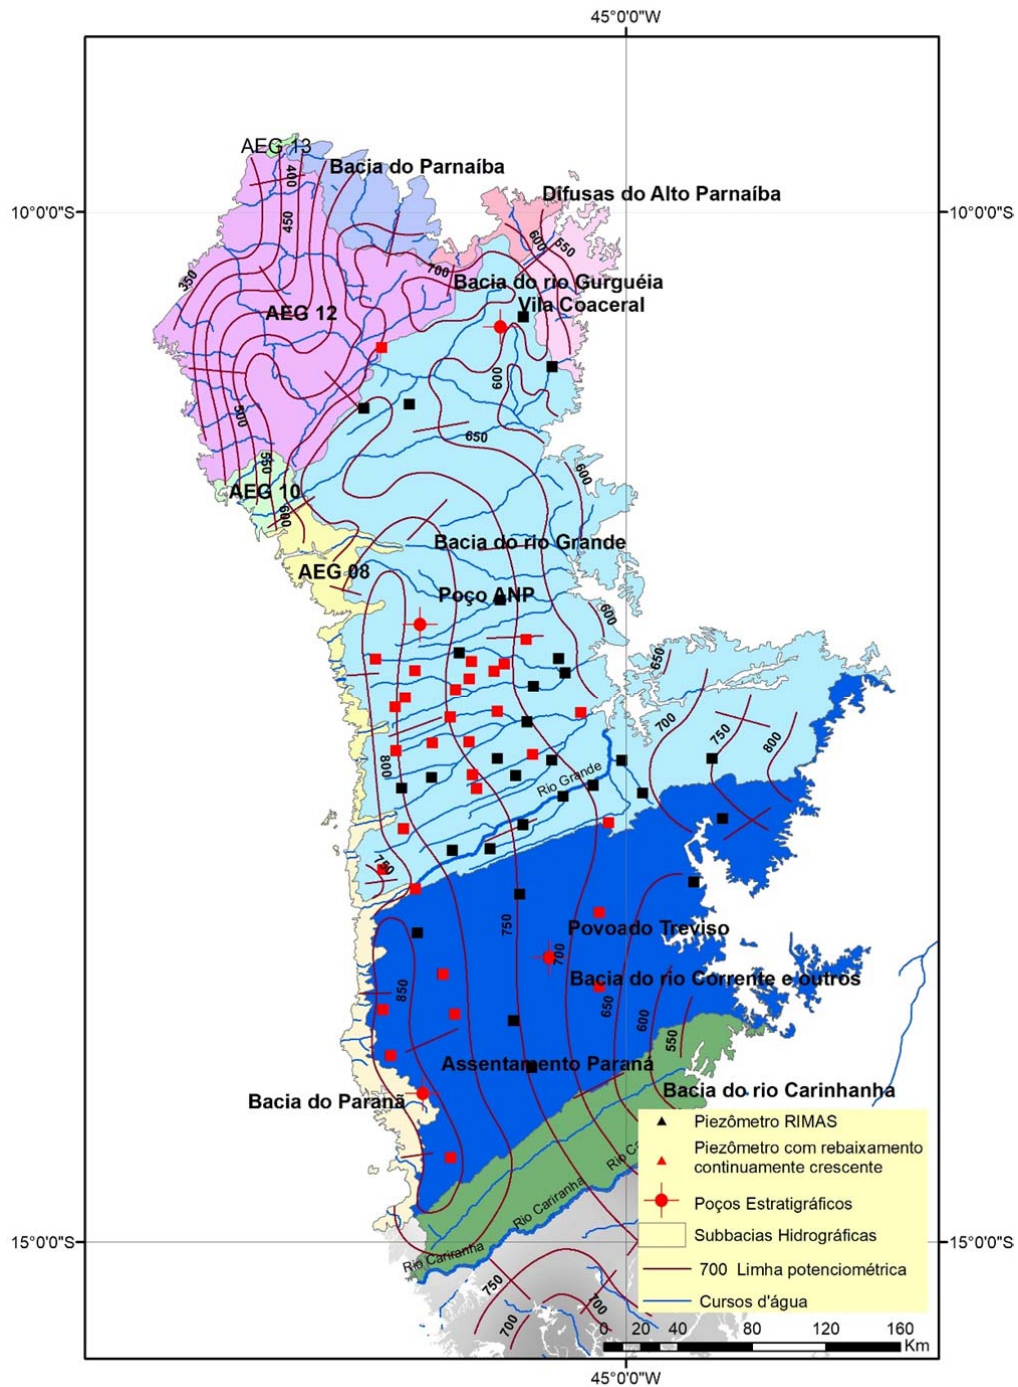 45°0'0"W
AEG 13
Bacia do Parnaíba
400
Difusas do Alto Parnaíba
10°0'0"S
10°0'0"S
450
600
550
350
700
Bacia do rio Gurguéia
Vila Coaceral
AEG 12
600
500
650
550
600
AEG 10
600
Bacia do rio Grande
AEG 08
Poço ANP
600
650
700
750
800
800
Rio Grande
750
750
Povoado Treviso
700
Bacia do rio Corrente e outros
850
650
600
550
Assentamento Paraná
Bacia do rio Carinhanha
Bacia do Paranã
Piezômetro RIMAS
Piezômetro com rebaixamento
continuamente crescente
Rio C
Poços Estratigráficos
Rio Cariranha
Subbacias Hidrográficas
15°0'0"S
15°0'0"S
Rio Cariranha
700 Limha potenciométrica
750
Cursos d'água
700
700
0 20 40 80 120 160
Km
45°0'0"W